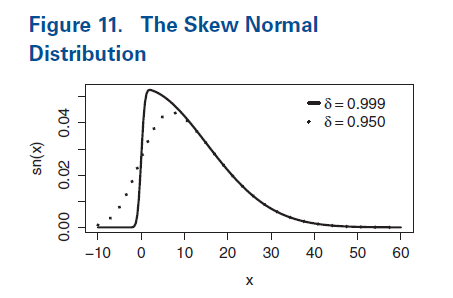 Figure 11. The Skew Normal
Distribution
δ = 0.999
δ = 0.950
sn(x)
0.00 0.02 0.04
−10 0 10 20 30 40 50 60
x